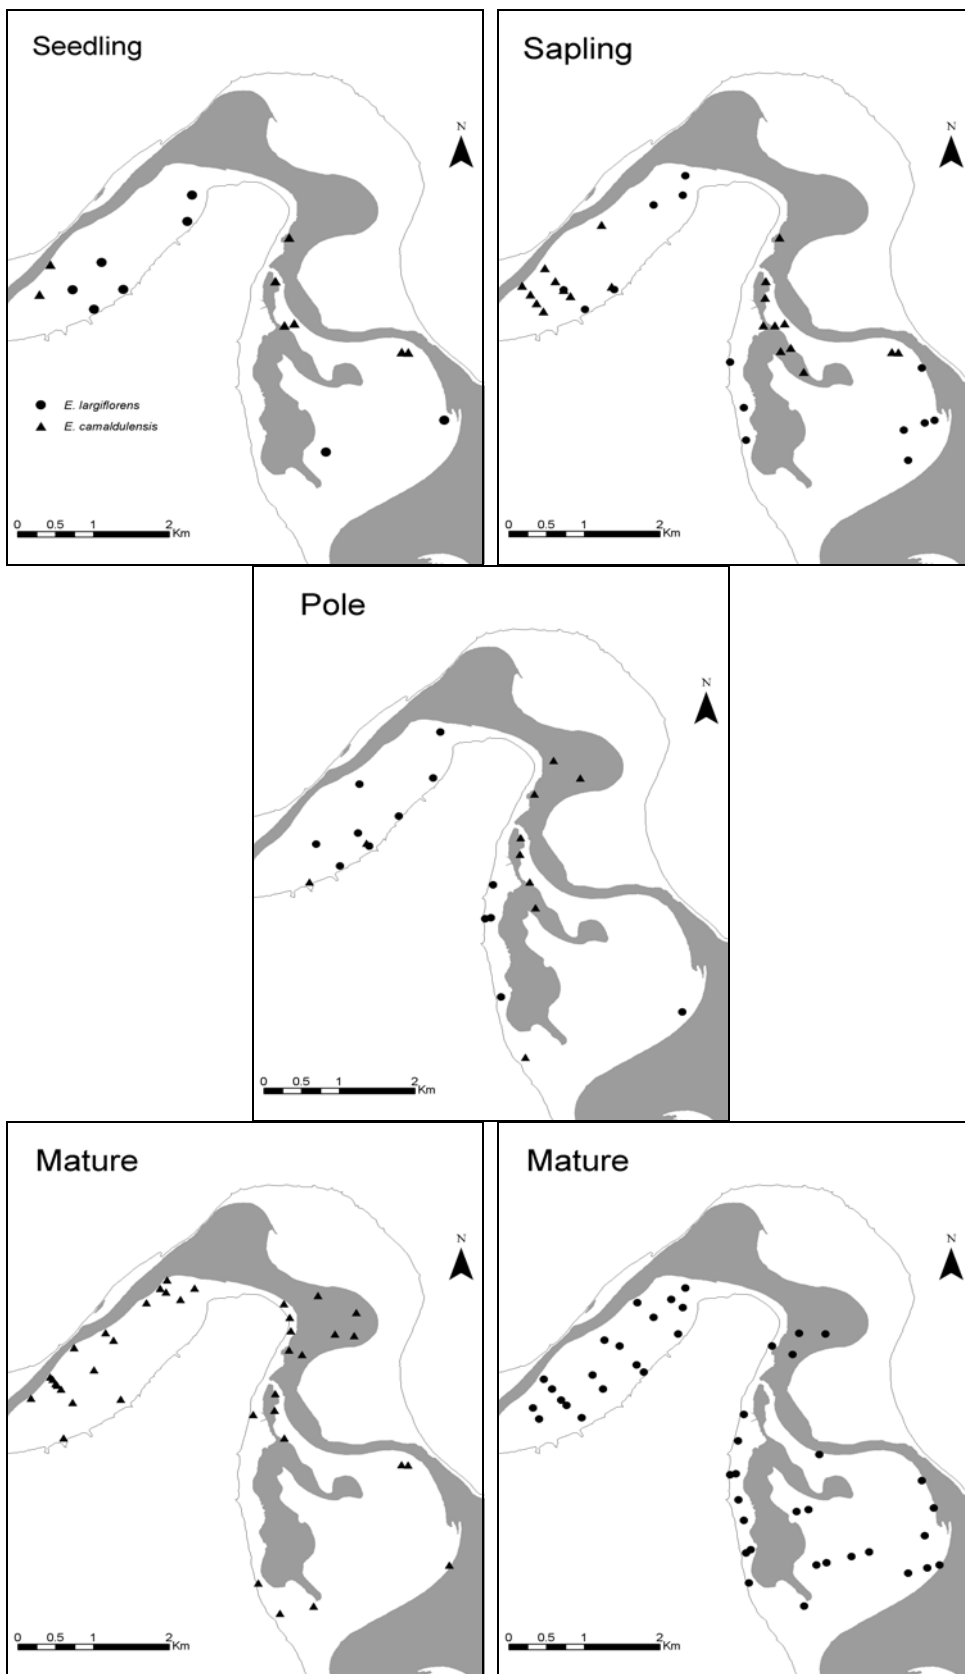 Seedling
N
E. largiflorens
E. camaldulensis
0 0.5 1 2
Km
Sapling
N
0 0.5 1 2
Km
Pole
N
0 0.5 1 2
Km
Mature
N
0 0.5 1 2
Km
Mature
N
0 0.5 1 2
Km